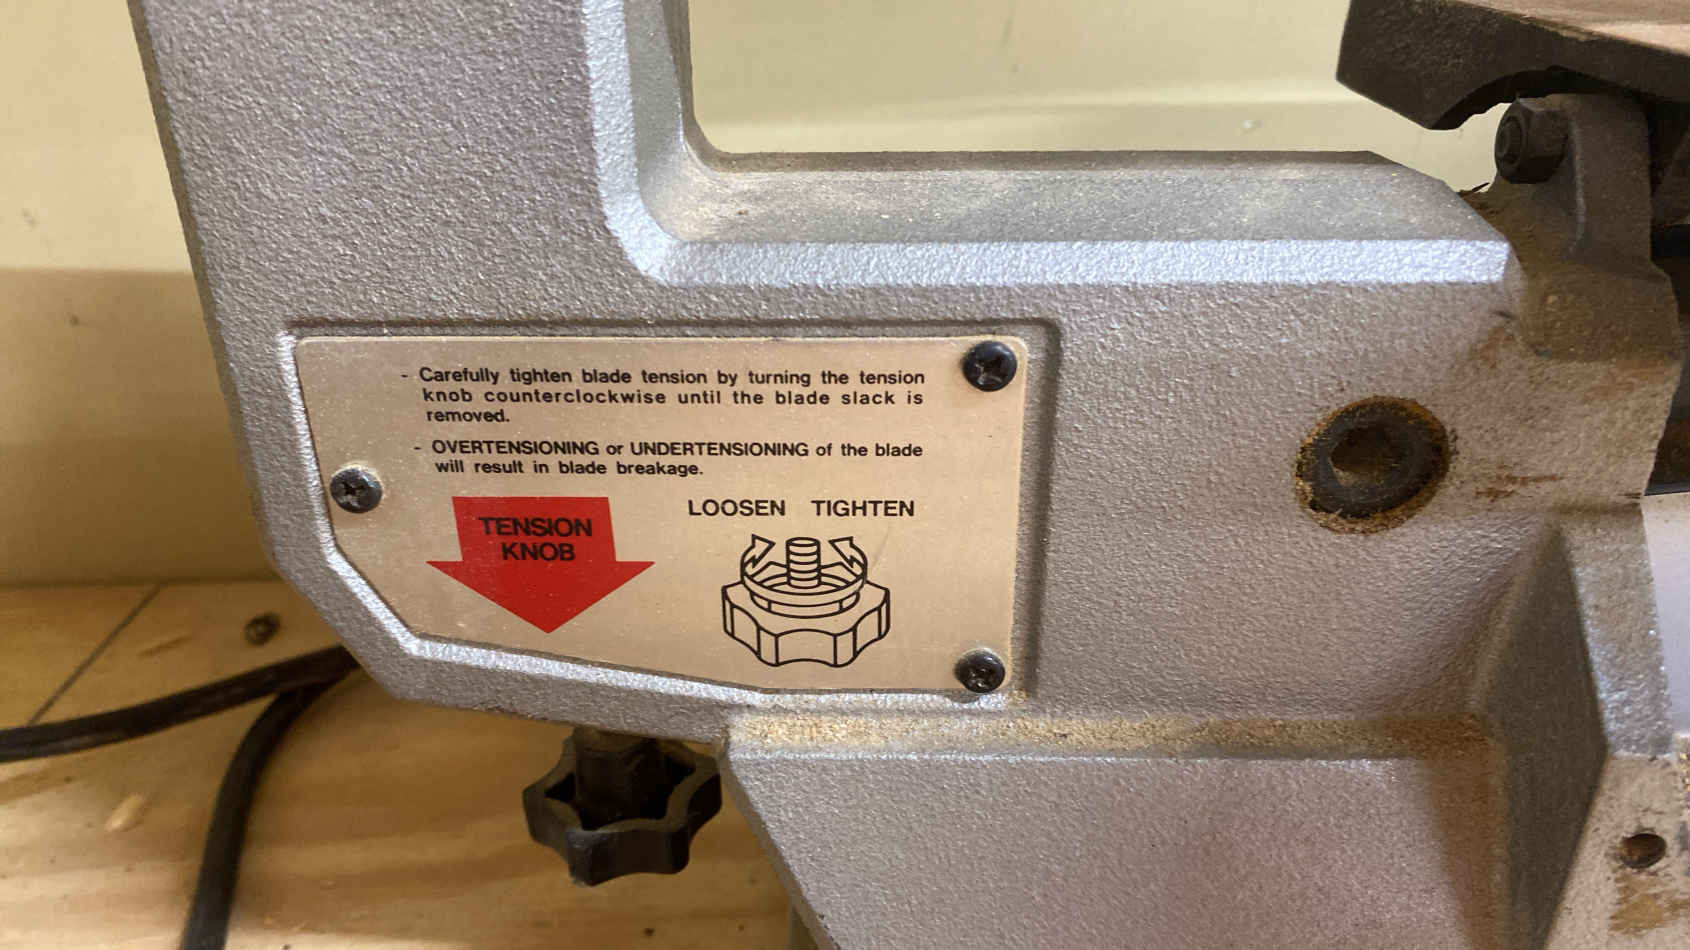 - Carefully tighten blade tension by turning the tension
knob counterclockwise until the blade slack is
removed.
- OVERTENSIONING or UNDERTENSIONING of the blade
will result in blade breakage.
TENSION
KNOB
LOOSEN TIGHTEN